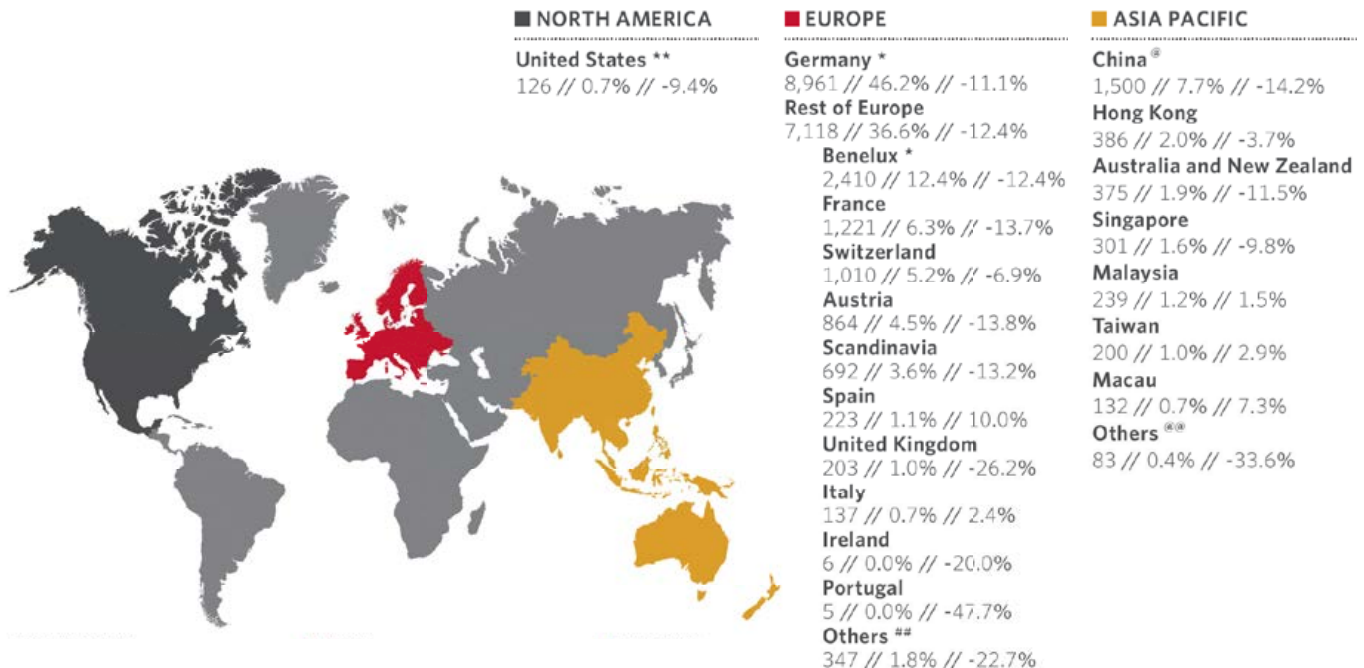 NORTH AMERICA
United States **
126 // 0.7% // -9.4%
EUROPE
Germany *
8,961 // 46.2% // -11.1%
Rest of Europe
7,118 // 36.6% // -12.4%
Benelux *
2,410 // 12.4% // -12.4%
France
1,221 // 6.3% // -13.7%
Switzerland
1,010 // 5.2% // -6.9%
Austria
864 // 4.5% // -13.8%
Scandinavia
692 // 3.6% // -13.2%
Spain
223 // 1.1% // 10.0%
United Kingdom
203 // 1.0% // -26.2%
Italy
137 // 0.7% // 2.4%
Ireland
6 // 0.0% // -20.0%
Portugal
5 // 0.0% // -47.7%
Others ##
347 // 1.8% // -22.7%
ASIA PACIFIC
China @
1,500 // 7.7% // -14.2%
Hong Kong
386 // 2.0% // -3.7%
Australia and New Zealand
375 // 1.9% // -11.5%
Singapore
301 // 1.6% // -9.8%
Malaysia
239 // 1.2% // 1.5%
Taiwan
200 // 1.0% // 2.9%
Macau
132 // 0.7% // 7.3%
Others @@
83 // 0.4% // -33.6%